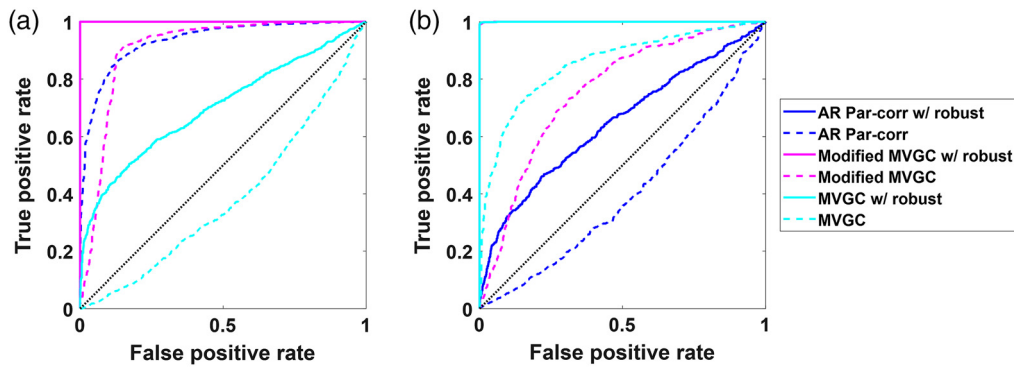 (a)
True positive rate
1
0.8
0.6
0.4
0.2
0
0
0.5
1
False positive rate
(b)
True positive rate
1
0.8
0.6
0.4
0.2
0
0
0.5
1
False positive rate
AR Par-corr w/ robust
AR Par-corr
Modified MVGC w/ robust
Modified MVGC
MVGC w/ robust
MVGC